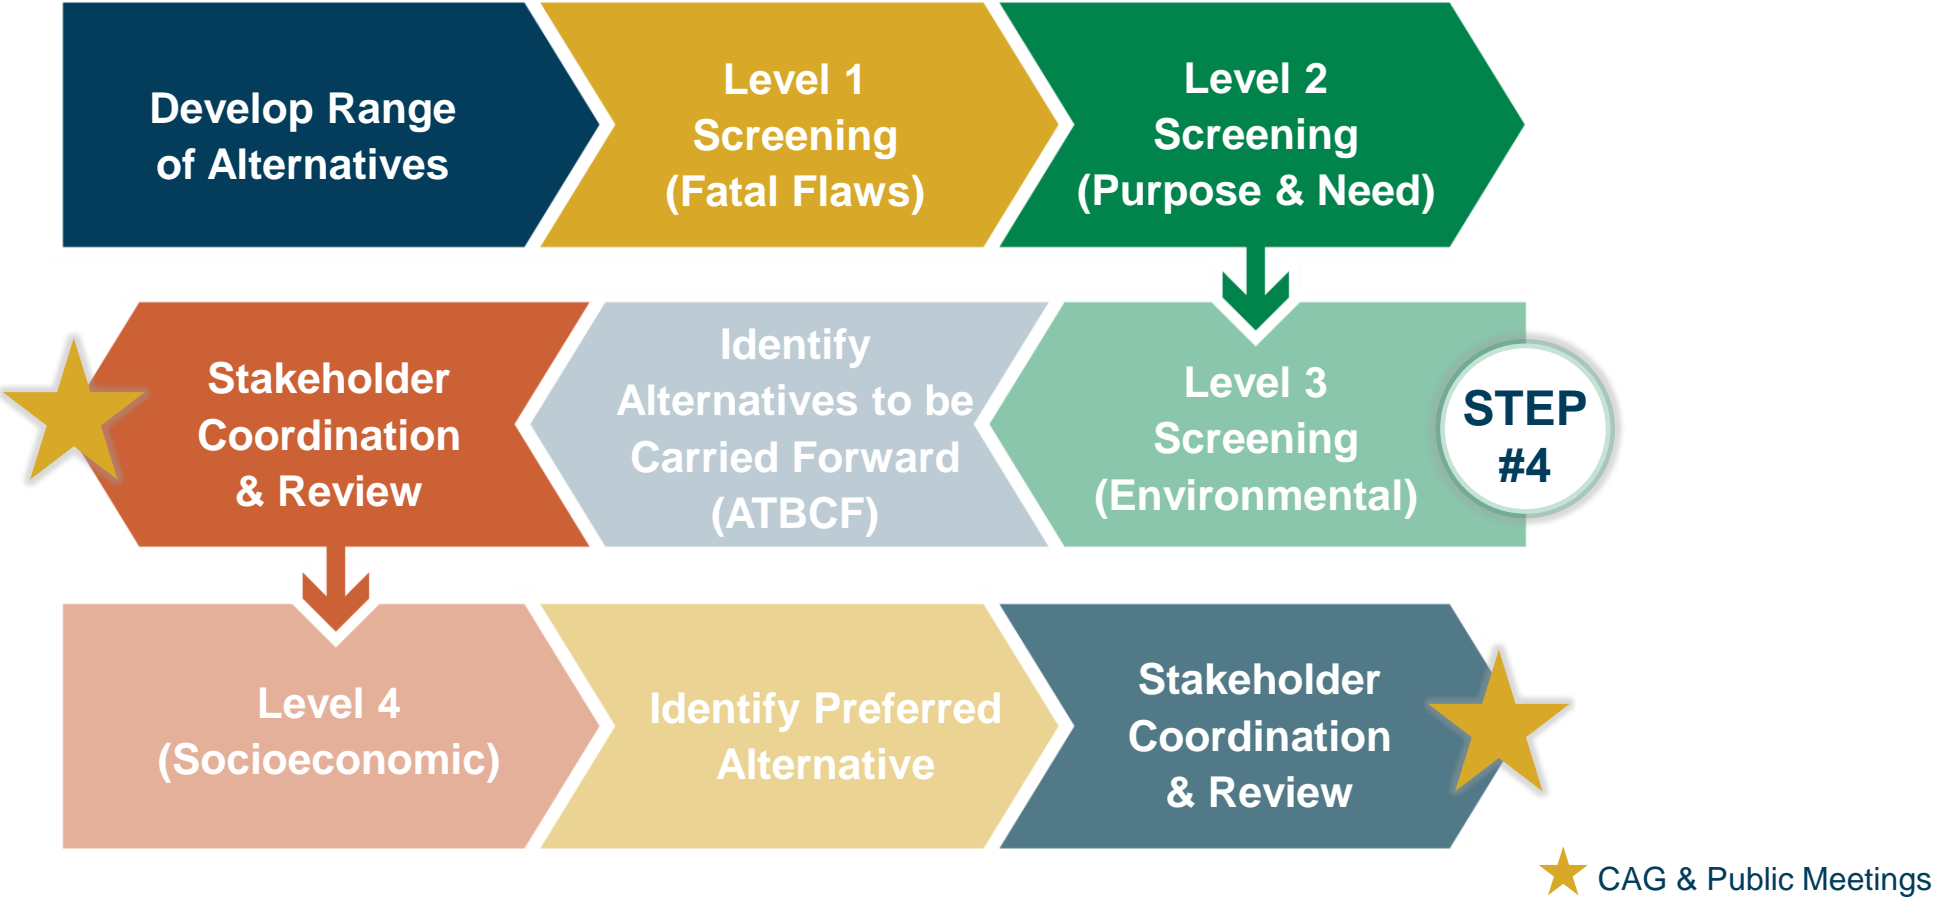 Develop Range
of Alternatives
Level 1
Screening
(Fatal Flaws)
Level 2
Screening
(Purpose & Need)
STEP
#4
Level 3
Screening
(Environmental)
Identify
Alternatives to be
Carried Forward
(ATBCF)
Stakeholder
Coordination
& Review
Level 4
(Socioeconomic)
Identify Preferred
Alternative
Stakeholder
Coordination
& Review
CAG & Public Meetings